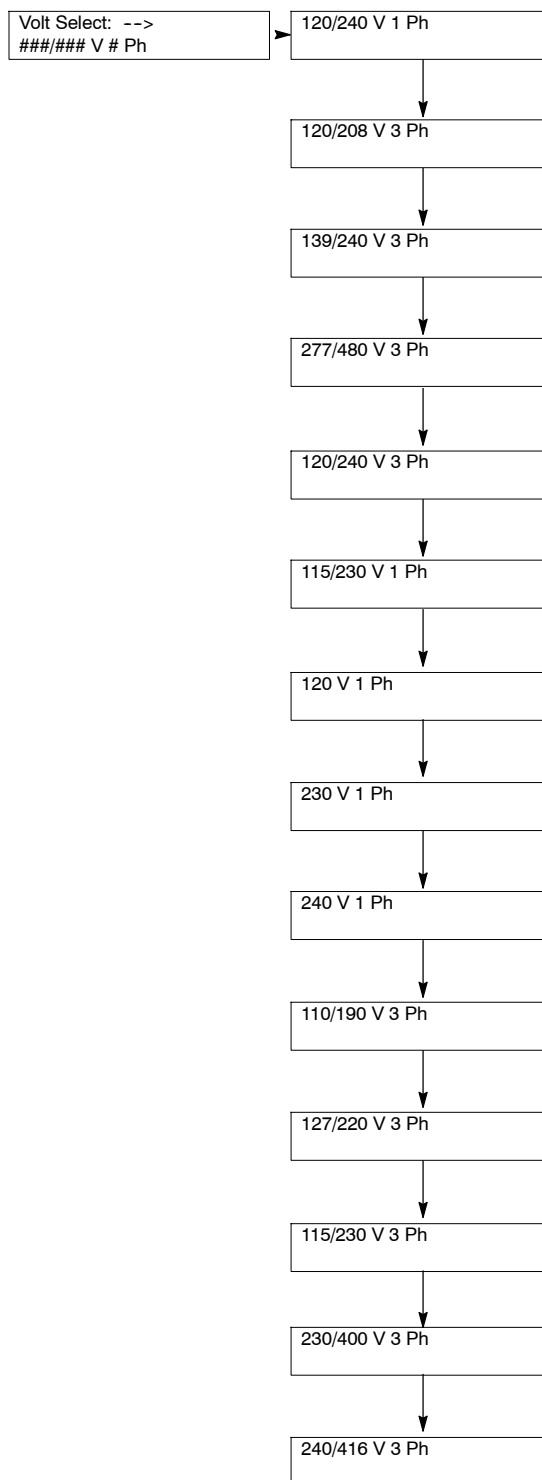 Volt Select: -->
###/### V # Ph
120/240 V 1 Ph
120/208 V 3 Ph
139/240 V 3 Ph
277/480 V 3 Ph
120/240 V 3 Ph
115/230 V 1 Ph
120 V 1 Ph
230 V 1 Ph
240 V 1 Ph
110/190 V 3 Ph
127/220 V 3 Ph
115/230 V 3 Ph
230/400 V 3 Ph
240/416 V 3 Ph